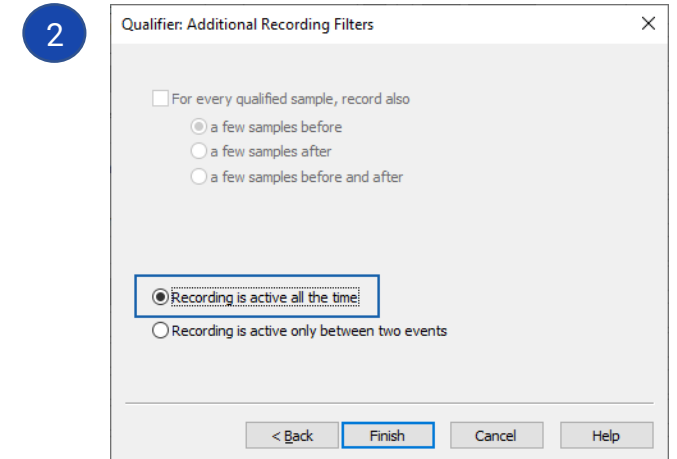 2
Qualifier: Additional Recording Filters
For every qualified sample, record also
a few samples before
a few samples after
a few samples before and after
Recording is active all the time
Recording is active only between two events
< Back Finish Cancel Help